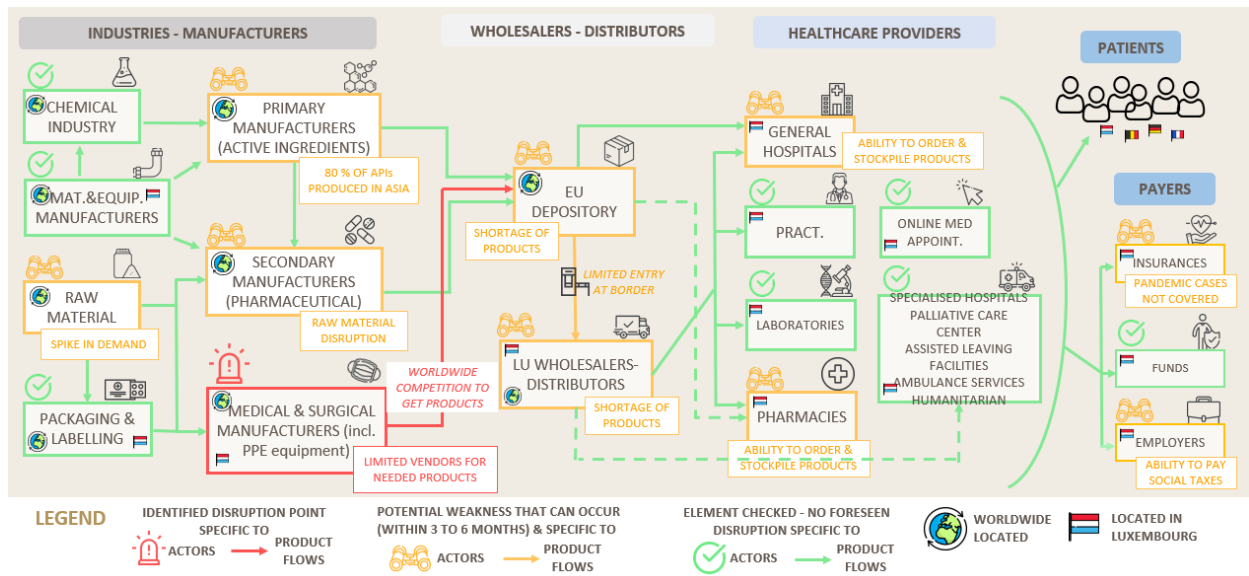 INDUSTRIES - MANUFACTURERS
WHOLESALERS - DISTRIBUTORS
HEALTHCARE PROVIDERS
PATIENTS
CHEMICAL
INDUSTRY
PRIMARY
MANUFACTURERS
(ACTIVE INGREDIENTS)
80 % OF APIs
PRODUCED IN ASIA
MAT.&EQUIP.
MANUFACTURERS
SECONDARY
MANUFACTURERS
(PHARMACEUTICAL)
RAW MATERIAL
DISRUPTION
RAW
MATERIAL
SPIKE IN DEMAND
PACKAGING &
LABELLING
MEDICAL & SURGICAL
MANUFACTURERS (incl.
PPE equipment)
LIMITED VENDORS FOR
NEEDED PRODUCTS
WORLDWIDE
COMPETITION TO
GET PRODUCTS
EU
DEPOSITORY
SHORTAGE OF
PRODUCTS
LIMITED ENTRY
AT BORDER
LU WHOLESALERS-
DISTRIBUTORS
SHORTAGE OF
PRODUCTS
GENERAL
HOSPITALS
ABILITY TO ORDER &
STOCKPILE PRODUCTS
PRACT.
ONLINE MED
APPOINT.
LABORATORIES
SPECIALISED HOSPITALS
PALLIATIVE CARE
CENTER
ASSISTED LEAVING
FACILITIES
AMBULANCE SERVICES
HUMANITARIAN
PHARMACIES
ABILITY TO ORDER &
STOCKPILE PRODUCTS
PAYERS
INSURANCES
PANDEMIC CASES
NOT COVERED
FUNDS
EMPLOYERS
ABILITY TO PAY
SOCIAL TAXES
LEGEND
IDENTIFIED DISRUPTION POINT
SPECIFIC TO
ACTORS
PRODUCT
FLOWS
POTENTIAL WEAKNESS THAT CAN OCCUR
(WITHIN 3 TO 6 MONTHS) & SPECIFIC TO
ACTORS
PRODUCT
FLOWS
ELEMENT CHECKED - NO FORESEEN
DISRUPTION SPECIFIC TO
ACTORS
PRODUCT
FLOWS
WORLDWIDE
LOCATED
LOCATED IN
LUXEMBOURG